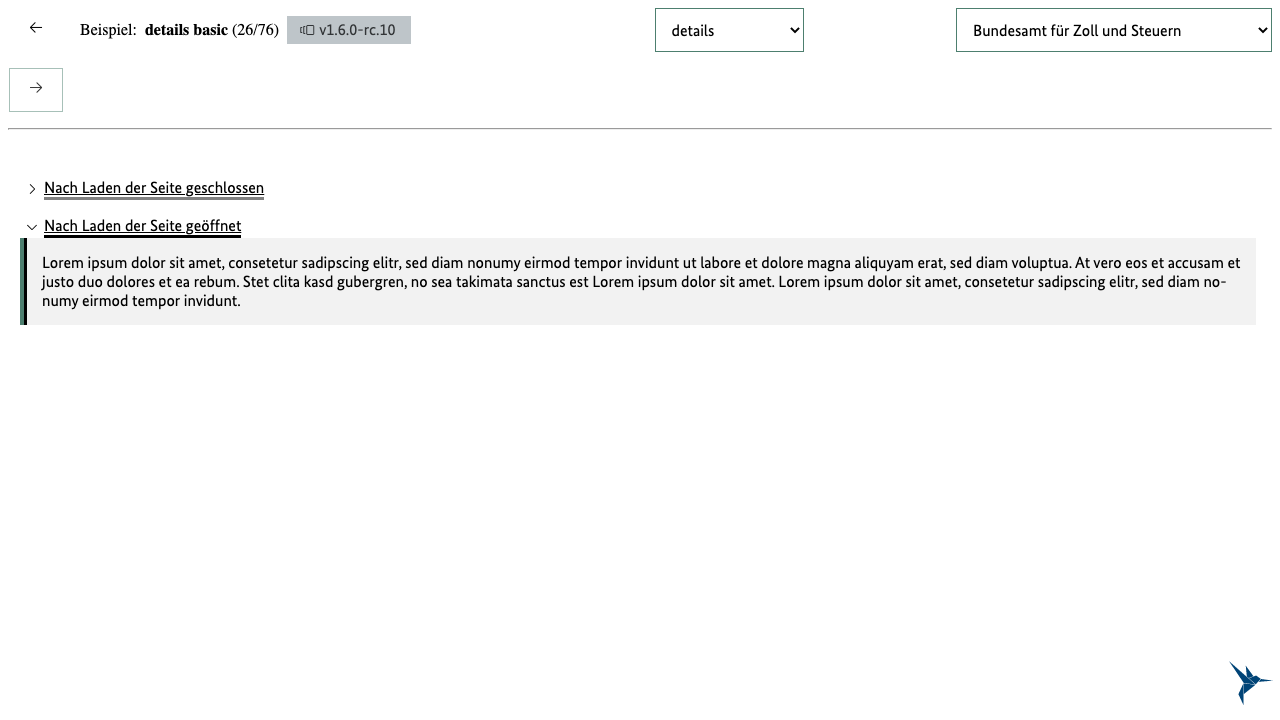 Beispiel: details basic (26/76) v1.6.0-rc.10 details Bundesamt für Zoll und Steuern
Nach Laden der Seite geschlossen
Nach Laden der Seite geöffnet
Lorem ipsum dolor sit amet, consetetur sadipscing elitr, sed diam nonumy eirmod tempor invidunt ut labore et dolore magna aliquyam erat, sed diam voluptua. At vero eos et accusam et
justo duo dolores et ea rebum. Stet clita kasd gubergren, no sea takimata sanctus est Lorem ipsum dolor sit amet. Lorem ipsum dolor sit amet, consetetur sadipscing elitr, sed diam no-
numy eirmod tempor invidunt.